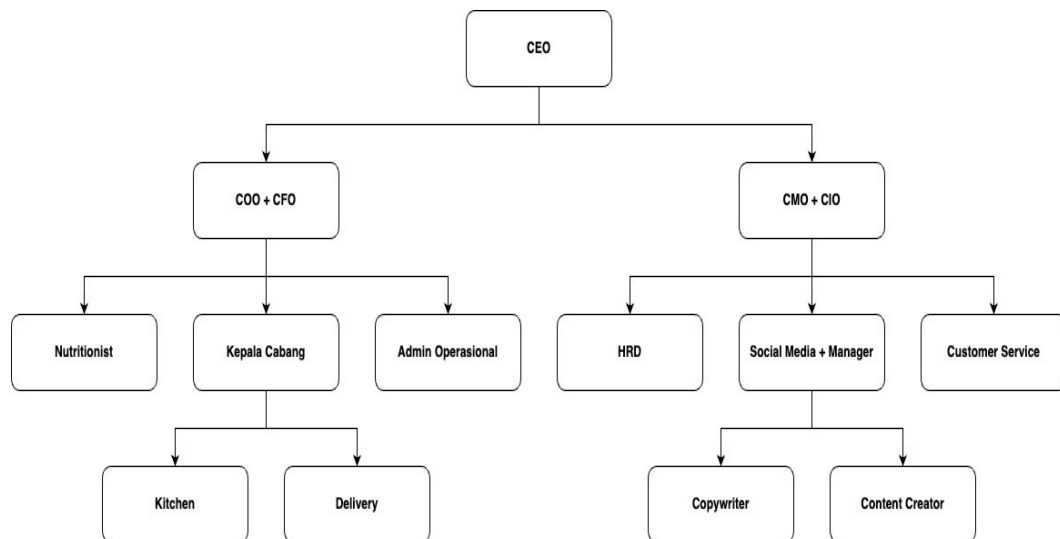 CEO
COO + CFO
CMO + CIO
Nutritionist
Kepala Cabang
Admin Operasional
HRD
Social Media + Manager
Customer Service
Kitchen
Delivery
Copywriter
Content Creator